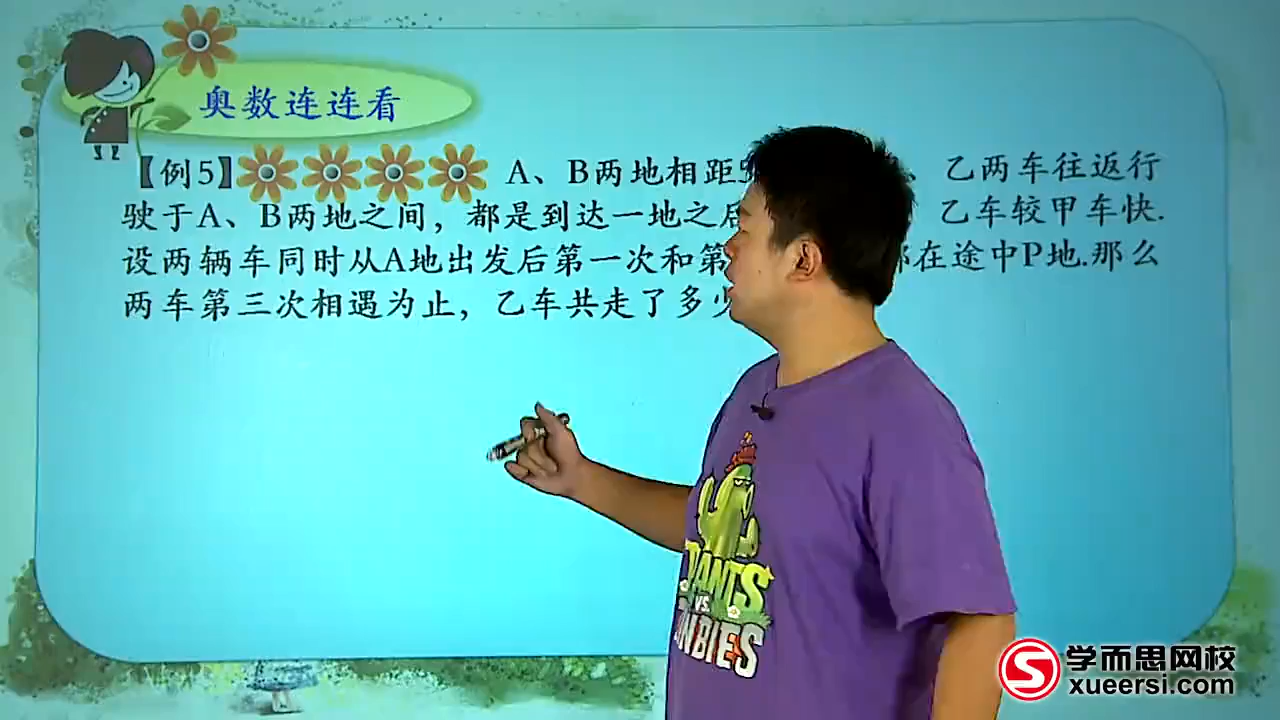 奥数连连看
【例5】 A、B两地相距5 、乙两车往返行
驶于A、B两地之间，都是到达一地之后 乙车较甲车快.
设两辆车同时从A地出发后第一次和第 都在途中P地.那么
两车第三次相遇为止，乙车共走了多少
PLANTS
VS.
ZOMBIES
学而思网校
xueersi.com